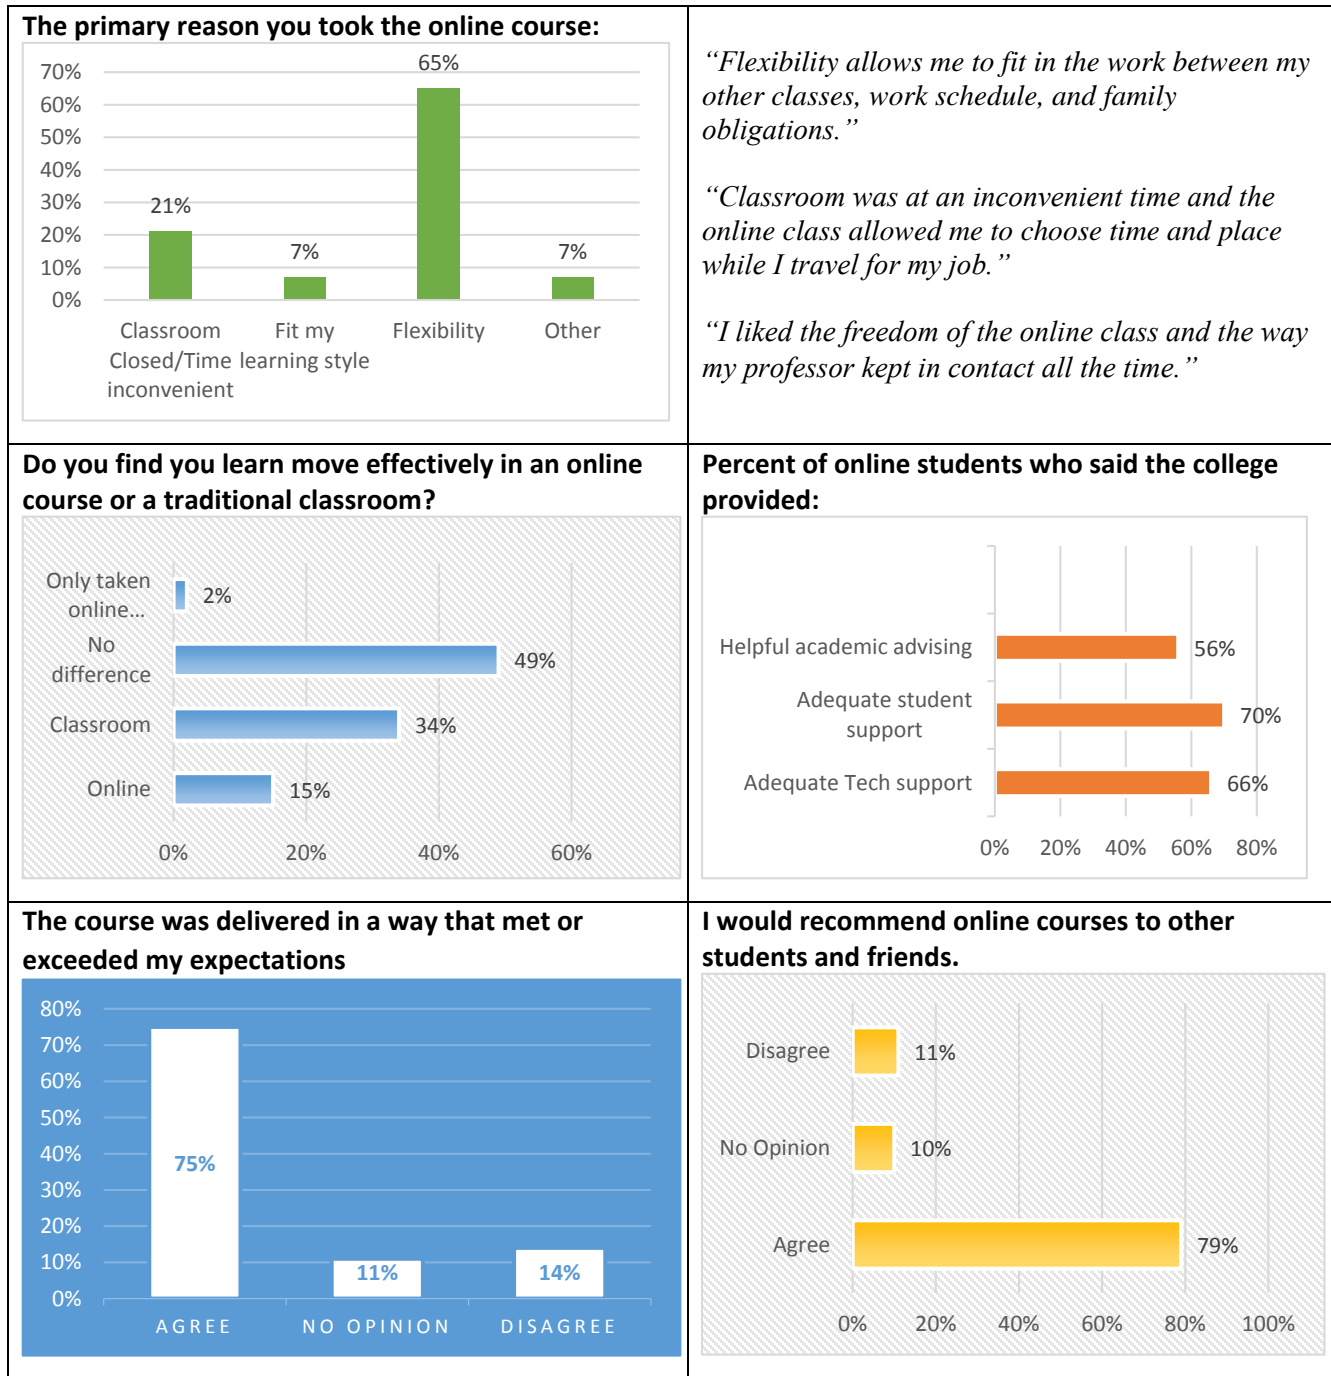 The primary reason you took the online course:
70%
60%
50%
40%
30%
20%
10%
0%
21%
7%
65%
7%
Classroom
Closed/Time
inconvenient
Fit my
learning style
Flexibility
Other
“Flexibility allows me to fit in the work between my
other classes, work schedule, and family
obligations.”
“Classroom was at an inconvenient time and the
online class allowed me to choose time and place
while I travel for my job.”
“I liked the freedom of the online class and the way
my professor kept in contact all the time.”
Do you find you learn move effectively in an online
course or a traditional classroom?
Only taken
online...
2%
No
difference
49%
Classroom
34%
Online
15%
0% 20% 40% 60%
Percent of online students who said the college
provided:
Helpful academic advising
56%
Adequate student
support
70%
Adequate Tech support
66%
0% 20% 40% 60% 80%
The course was delivered in a way that met or
exceeded my expectations
80%
70%
60%
50%
40%
30%
20%
10%
0%
75%
11%
14%
AGREE NO OPINION DISAGREE
I would recommend online courses to other
students and friends.
Disagree
11%
No Opinion
10%
Agree
79%
0% 20% 40% 60% 80% 100%